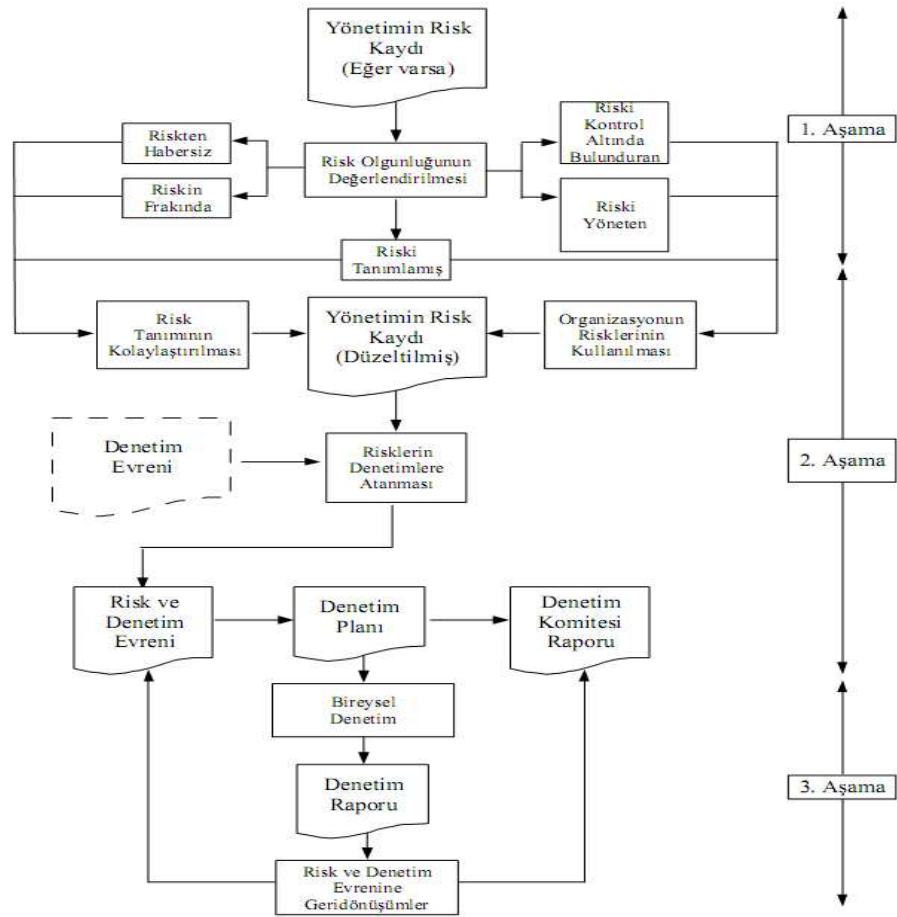 Yönetimin Risk
Kaydı
(Eğer varsa)
Riskten
Habersiz
Riski
Kontrol
Altında
Bulunduran
1. Aşama
Risk Olgunluğunun
Değerlendirilmesi
Riskin
Frakında
Riski
Yöneten
Riski
Tanımlamış
Risk
Tanımının
Kolaylaştırılması
Yönetimin Risk
Kaydı
(Düzeltilmiş)
Organizasyonun
Risklerinin
Kullanılması
Denetim
Evreni
Risklerin
Denetimlere
Atanması
2. Aşama
Risk ve
Denetim
Evreni
Denetim
Planı
Denetim
Komitesi
Raporu
Bireysel
Denetim
Denetim
Raporu
3. Aşama
Risk ve Denetim
Evrenine
Geridönüşümler